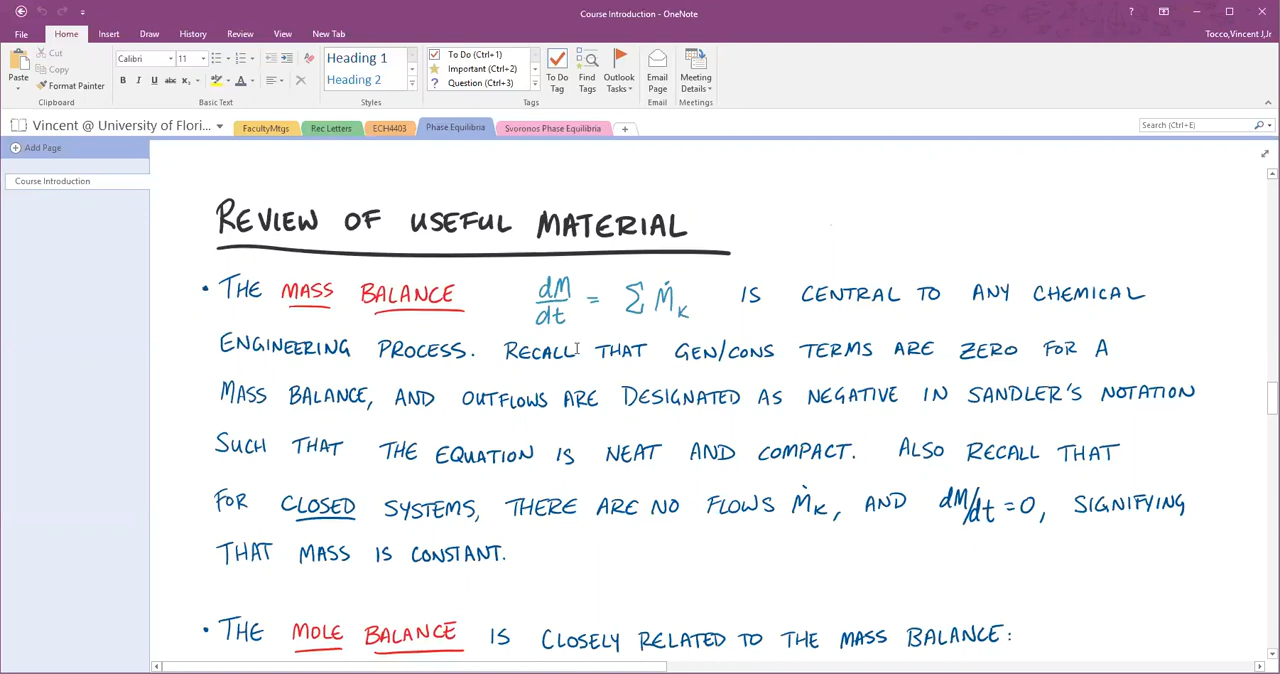 Course Introduction - OneNote
?
File Home Insert Draw History Review View New Tab
Tocco,Vincent J,Jr
Paste
Cut
Copy
Format Painter
Clipboard
Calibri 11
B I U abc x₂ A
Basic Text
Heading 1
Heading 2
Styles
To Do (Ctrl+1)
Important (Ctrl+2)
? Question (Ctrl+3)
To Do Tag
Find Tags
Outlook Tasks
Tags
Email Page
Email
Meeting Details
Meetings
Vincent @ University of Flori... FacultyMtgs Rec Letters ECH4403 Phase Equilibria Svoronos Phase Equilibria +
Search (Ctrl+E)
Add Page
Course Introduction
REVIEW OF USEFUL MATERIAL
• THE MASS BALANCE dM/dt = Σ Ṁ_K IS CENTRAL TO ANY CHEMICAL
ENGINEERING PROCESS. RECALL THAT GEN/CONS TERMS ARE ZERO FOR A
MASS BALANCE, AND OUTFLOWS ARE DESIGNATED AS NEGATIVE IN SANDLER'S NOTATION
SUCH THAT THE EQUATION IS NEAT AND COMPACT. ALSO RECALL THAT
FOR CLOSED SYSTEMS, THERE ARE NO FLOWS Ṁ_K, AND dM/dt = 0, SIGNIFYING
THAT MASS IS CONSTANT.
• THE MOLE BALANCE IS CLOSELY RELATED TO THE MASS BALANCE: